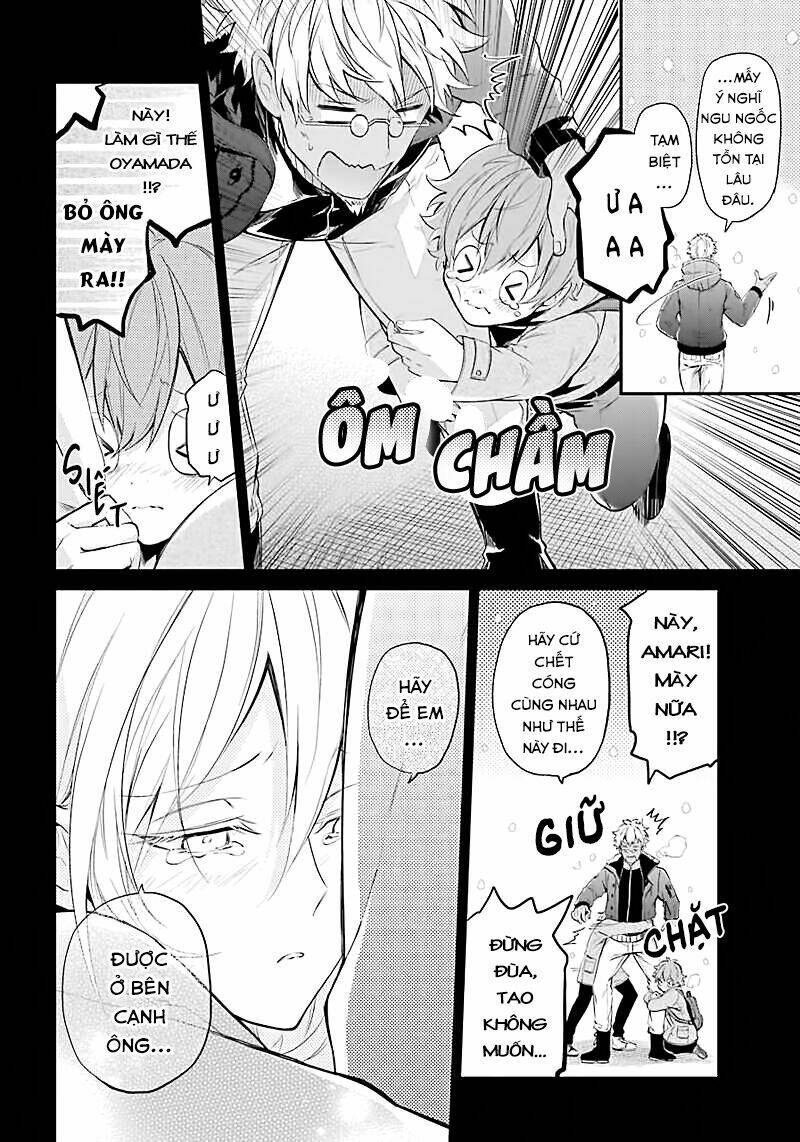 ...MẤY
Ý NGHĨ
NGU NGỐC
KHÔNG
TỒN TẠI
LÂU
ĐÂU.
TẠM
BIỆT
...
ƯA
AA
ÔM
CHẦM
NÀY!
LÀM GÌ THẾ
OYAMADA
!!?
BỎ ÔNG
MÀY
RA!!
Ư
Ư
Ư
SIẾT
NÀY,
AMARI!
MÀY
NỮA
!!?
HÃY CỨ
CHẾT
CÓNG
CÙNG NHAU
NHƯ THẾ
NÀY ĐI...
GIỮ
CHẶT
ĐỪNG
ĐÙA,
TAO
KHÔNG
MUỐN...
HÃY
ĐỂ EM
...
ĐƯỢC
Ở BÊN
CẠNH
ÔNG...